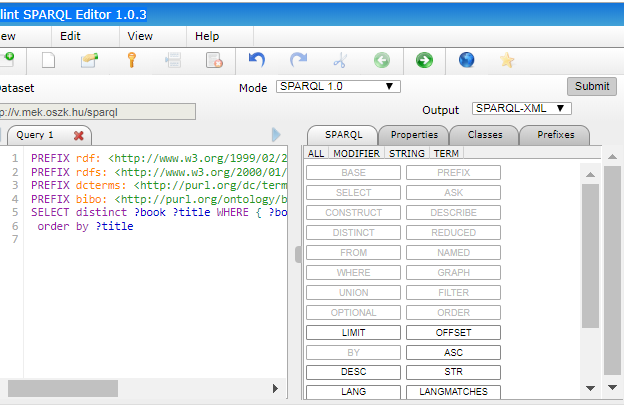 lint SPARQL Editor 1.0.3
ew Edit View Help
Dataset
Mode SPARQL 1.0 Submit
p://v.mek.oszk.hu/sparql
Output SPARQL-XML
Query 1
SPARQL Properties Classes Prefixes
ALL MODIFIER STRING TERM
1 PREFIX rdf: <http://www.w3.org/1999/02/2
2 PREFIX rdfs: <http://www.w3.org/2000/01/
3 PREFIX dcterms: <http://purl.org/dc/term
4 PREFIX bibo: <http://purl.org/ontology/b
5 SELECT distinct ?book ?title WHERE { ?bo
6 order by ?title
7
BASE PREFIX
SELECT ASK
CONSTRUCT DESCRIBE
DISTINCT REDUCED
FROM NAMED
WHERE GRAPH
UNION FILTER
OPTIONAL ORDER
LIMIT OFFSET
BY ASC
DESC STR
LANG LANGMATCHES